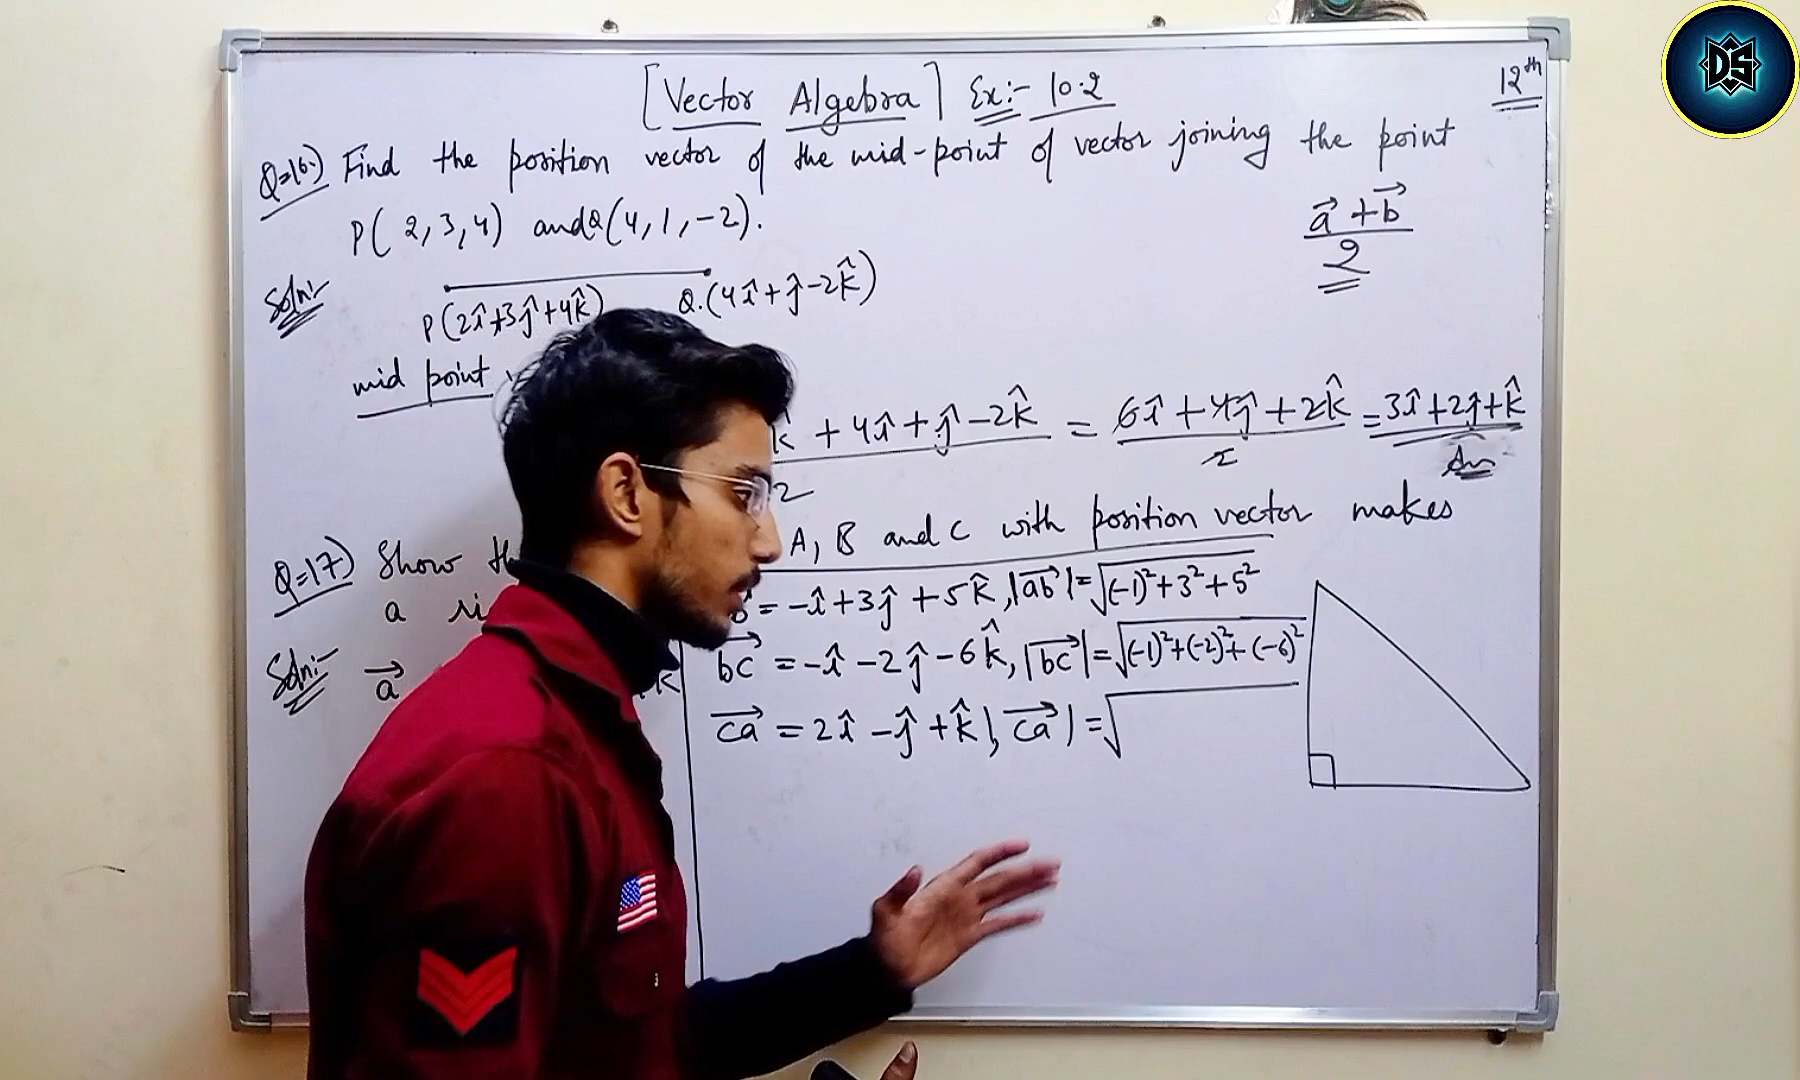 [Vector Algebra] Ex:- 10.2
12th
Q=16.) Find the position vector of the mid-point of vector joining the point
P(2,3,4) and Q(4,1,-2).
(a⃗ + b⃗)/2
Soln:-
P(2î+3ĵ+4k̂) Q.(4î+ĵ-2k̂)
mid point
k̂ + 4î + ĵ - 2k̂ / 2 = (6î + 4ĵ + 2k̂)/2 = 3î + 2ĵ + k̂
Ans
Q=17) Show A, B and C with position vector makes
a
= -î + 3ĵ + 5k̂, |ab⃗| = √((-1)²+3²+5²)
Soln:- a⃗ k
bc⃗ = -î - 2ĵ - 6k̂, |bc⃗| = √((-1)²+(-2)²+(-6)²)
ca⃗ = 2î - ĵ + k̂, |ca⃗| = √
DS